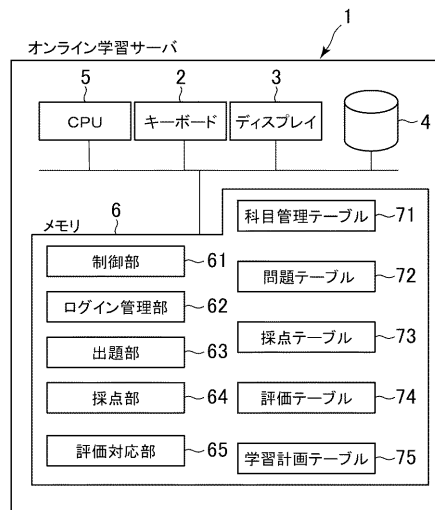 1
オンライン学習サーバ
5
2
3
CPU
キーボード
ディスプレイ
4
メモリ
6
制御部
61
ログイン管理部
62
出題部
63
採点部
64
評価対応部
65
科目管理テーブル
71
問題テーブル
72
採点テーブル
73
評価テーブル
74
学習計画テーブル
75